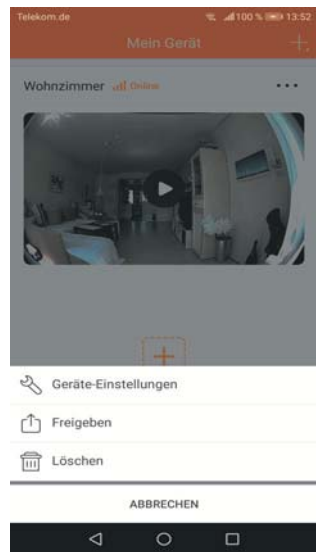 Telekom.de 100 % 13:52
Mein Gerät
Wohnzimmer Online
Geräte-Einstellungen
Freigeben
Löschen
ABBRECHEN